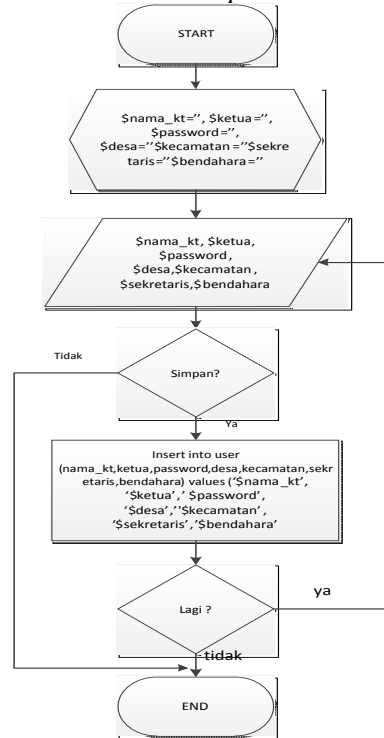 START
$nama_kt=”, $ketua=”,
$password=”,
$desa=”$kecamatan=”$sekre
taris=”$bendahara=”
$nama_kt, $ketua,
$password,
$desa,$kecamatan,
$sekretaris,$bendahara
Simpan?
Tidak
Ya
Insert into user
(nama_kt,ketua,password,desa,kecamatan,sekr
etaris,bendahara) values (‘$nama_kt’,
‘$ketua’,’ $password’,
‘$desa’,’‘$kecamatan’,
‘$sekretaris’,’$bendahara’
Lagi ?
ya
tidak
END